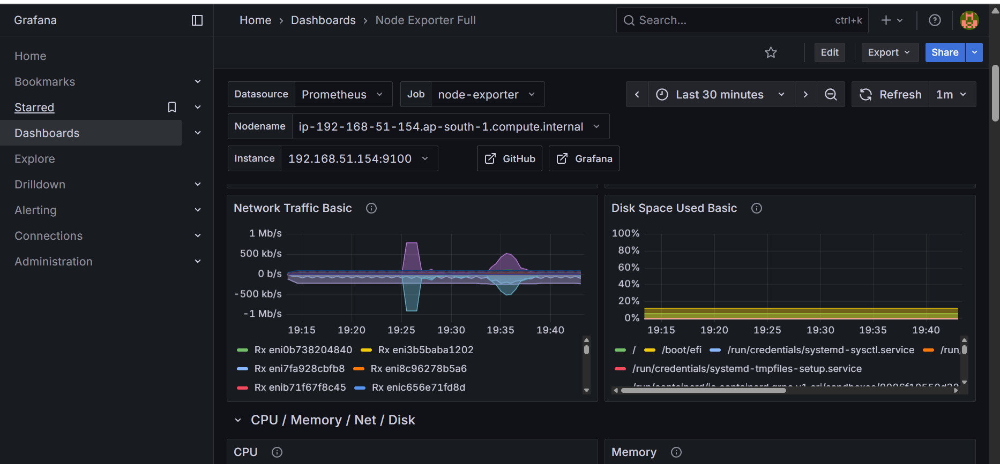 Grafana
Home › Dashboards › Node Exporter Full
Search... ctrl+k
Home
Bookmarks
Starred
Dashboards
Explore
Drilldown
Alerting
Connections
Administration
Edit Export Share
Datasource Prometheus Job node-exporter
Last 30 minutes Refresh 1m
Nodename ip-192-168-51-154.ap-south-1.compute.internal
Instance 192.168.51.154:9100 GitHub Grafana
Network Traffic Basic
1 Mb/s
500 kb/s
0 b/s
-500 kb/s
-1 Mb/s
19:15 19:20 19:25 19:30 19:35 19:40
Rx eni0b738204840 Rx eni3b5baba1202
Rx eni7fa928cbfb8 Rx eni8c96278b5a6
Rx enib71f67f8c45 Rx enic656e71fd8d
Disk Space Used Basic
100%
80%
60%
40%
20%
0%
19:15 19:20 19:25 19:30 19:35 19:40
/ /boot/efi /run/credentials/systemd-sysctl.service /run/
/run/credentials/systemd-tmpfiles-setup.service
CPU / Memory / Net / Disk
CPU
Memory